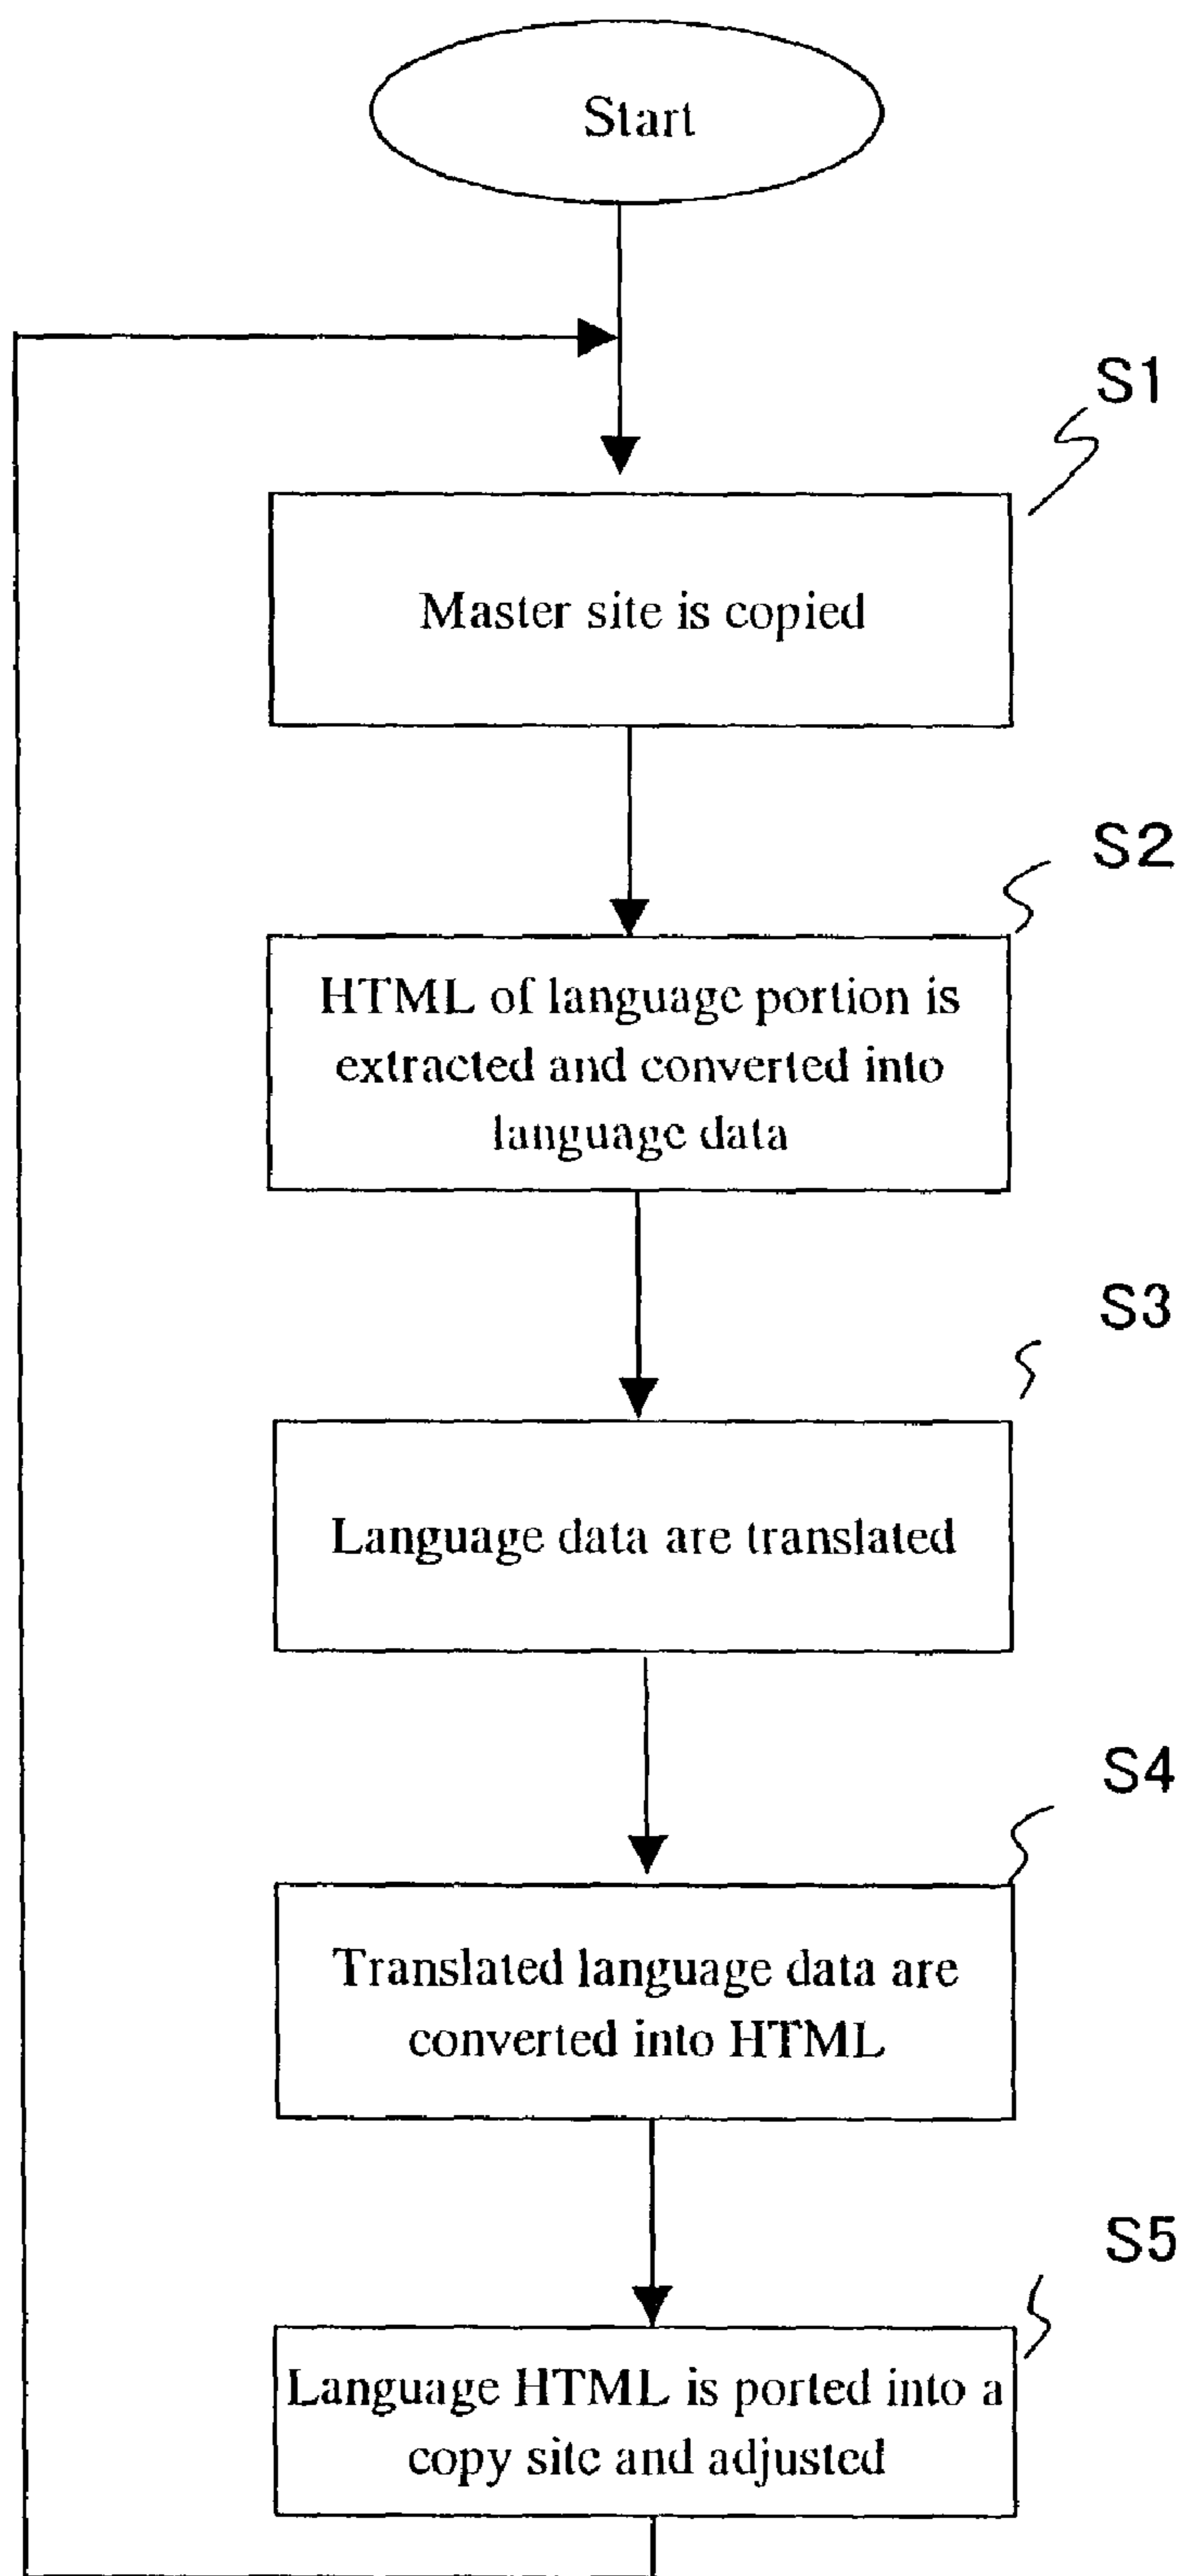 Start
S1
Master site is copied
S2
HTML of language portion is
extracted and converted into
language data
S3
Language data are translated
S4
Translated language data are
converted into HTML
S5
Language HTML is ported into a
copy site and adjusted